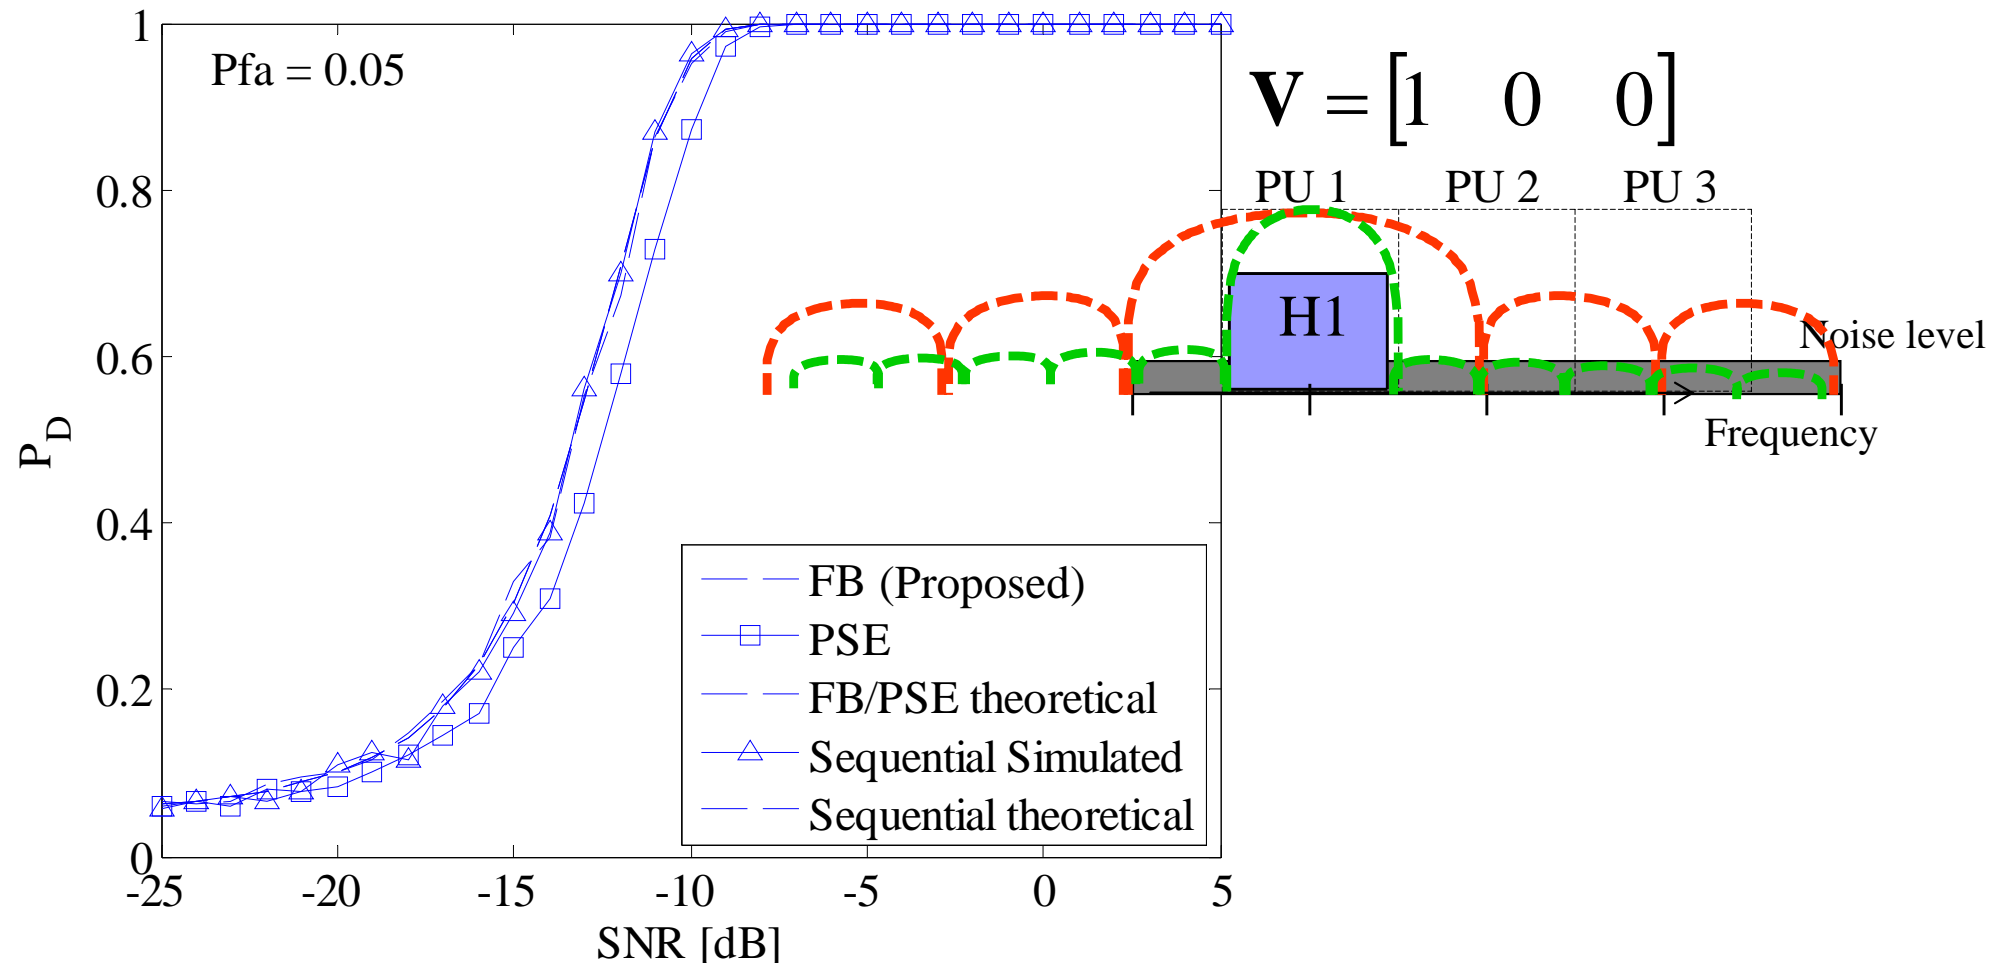 Pfa = 0.05
V = [1 0 0]
PU 1 PU 2 PU 3
H1
Noise level
Frequency
P_D
1
0.8
0.6
0.4
0.2
0
-25 -20 -15 -10 -5 0 5
SNR [dB]
FB (Proposed)
PSE
FB/PSE theoretical
Sequential Simulated
Sequential theoretical